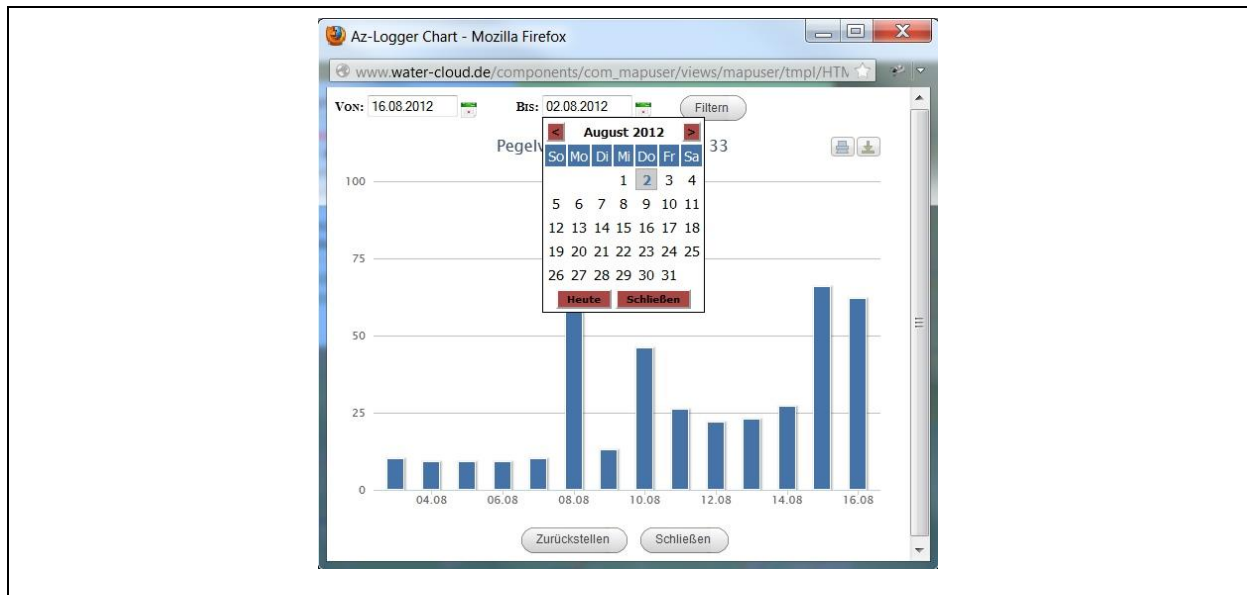 Az-Logger Chart - Mozilla Firefox
www.water-cloud.de/components/com_mapuser/views/mapuser/tmpl/HTM
Von: 16.08.2012 Bis: 02.08.2012 Filtern
< August 2012 >
33
So Mo Di Mi Do Fr Sa
100
1 2 3 4
5 6 7 8 9 10 11
12 13 14 15 16 17 18
75
19 20 21 22 23 24 25
26 27 28 29 30 31
Heute Schließen
50
25
0
04.08 06.08 08.08 10.08 12.08 14.08 16.08
Zurückstellen Schließen